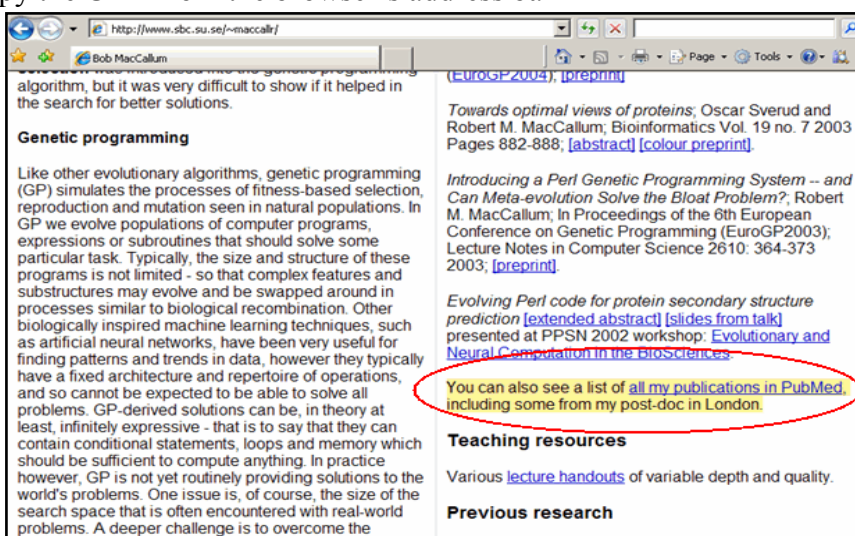 http://www.sbc.su.se/~maccallr/
Bob MacCallum
Page
Tools
algorithm, but it was very difficult to show if it helped in
the search for better solutions.
Genetic programming
Like other evolutionary algorithms, genetic programming
(GP) simulates the processes of fitness-based selection,
reproduction and mutation seen in natural populations. In
GP we evolve populations of computer programs,
expressions or subroutines that should solve some
particular task. Typically, the size and structure of these
programs is not limited - so that complex features and
substructures may evolve and be swapped around in
processes similar to biological recombination. Other
biologically inspired machine learning techniques, such
as artificial neural networks, have been very useful for
finding patterns and trends in data, however they typically
have a fixed architecture and repertoire of operations,
and so cannot be expected to be able to solve all
problems. GP-derived solutions can be, in theory at
least, infinitely expressive - that is to say that they can
contain conditional statements, loops and memory which
should be sufficient to compute anything. In practice
however, GP is not yet routinely providing solutions to the
world's problems. One issue is, of course, the size of the
search space that is often encountered with real-world
problems. A deeper challenge is to overcome the
(EuroGP2004); [preprint]
Towards optimal views of proteins; Oscar Sverud and
Robert M. MacCallum; Bioinformatics Vol. 19 no. 7 2003
Pages 882-888; [abstract] [colour preprint].
Introducing a Perl Genetic Programming System -- and
Can Meta-evolution Solve the Bloat Problem?; Robert
M. MacCallum; In Proceedings of the 6th European
Conference on Genetic Programming (EuroGP2003);
Lecture Notes in Computer Science 2610: 364-373
2003; [preprint].
Evolving Perl code for protein secondary structure
prediction [extended abstract] [slides from talk]
presented at PPSN 2002 workshop: Evolutionary and
Neural Computation in the BioSciences.
You can also see a list of all my publications in PubMed,
including some from my post-doc in London.
Teaching resources
Various lecture handouts of variable depth and quality.
Previous research